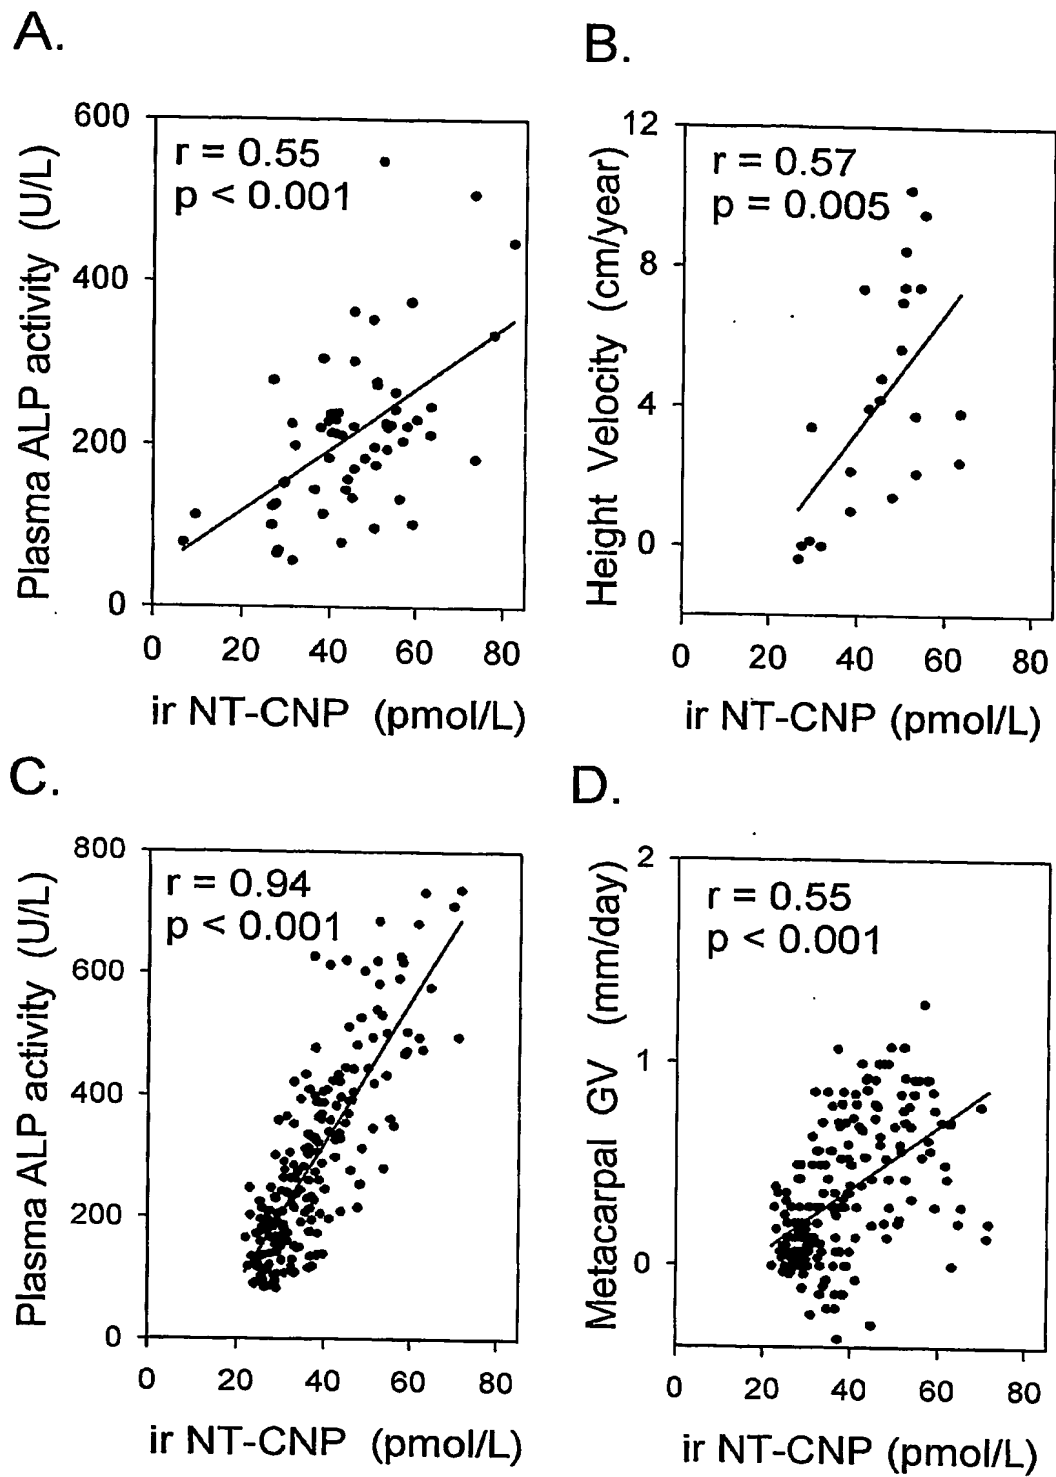 A.
B.
600
400
200
0
Plasma ALP activity (U/L)
r = 0.55
p < 0.001
0 20 40 60 80
ir NT-CNP (pmol/L)
12
8
4
0
Height Velocity (cm/year)
r = 0.57
p = 0.005
0 20 40 60 80
ir NT-CNP (pmol/L)
C.
D.
800
600
400
200
0
Plasma ALP activity (U/L)
r = 0.94
p < 0.001
0 20 40 60 80
ir NT-CNP (pmol/L)
2
1
0
Metacarpal GV (mm/day)
r = 0.55
p < 0.001
0 20 40 60 80
ir NT-CNP (pmol/L)